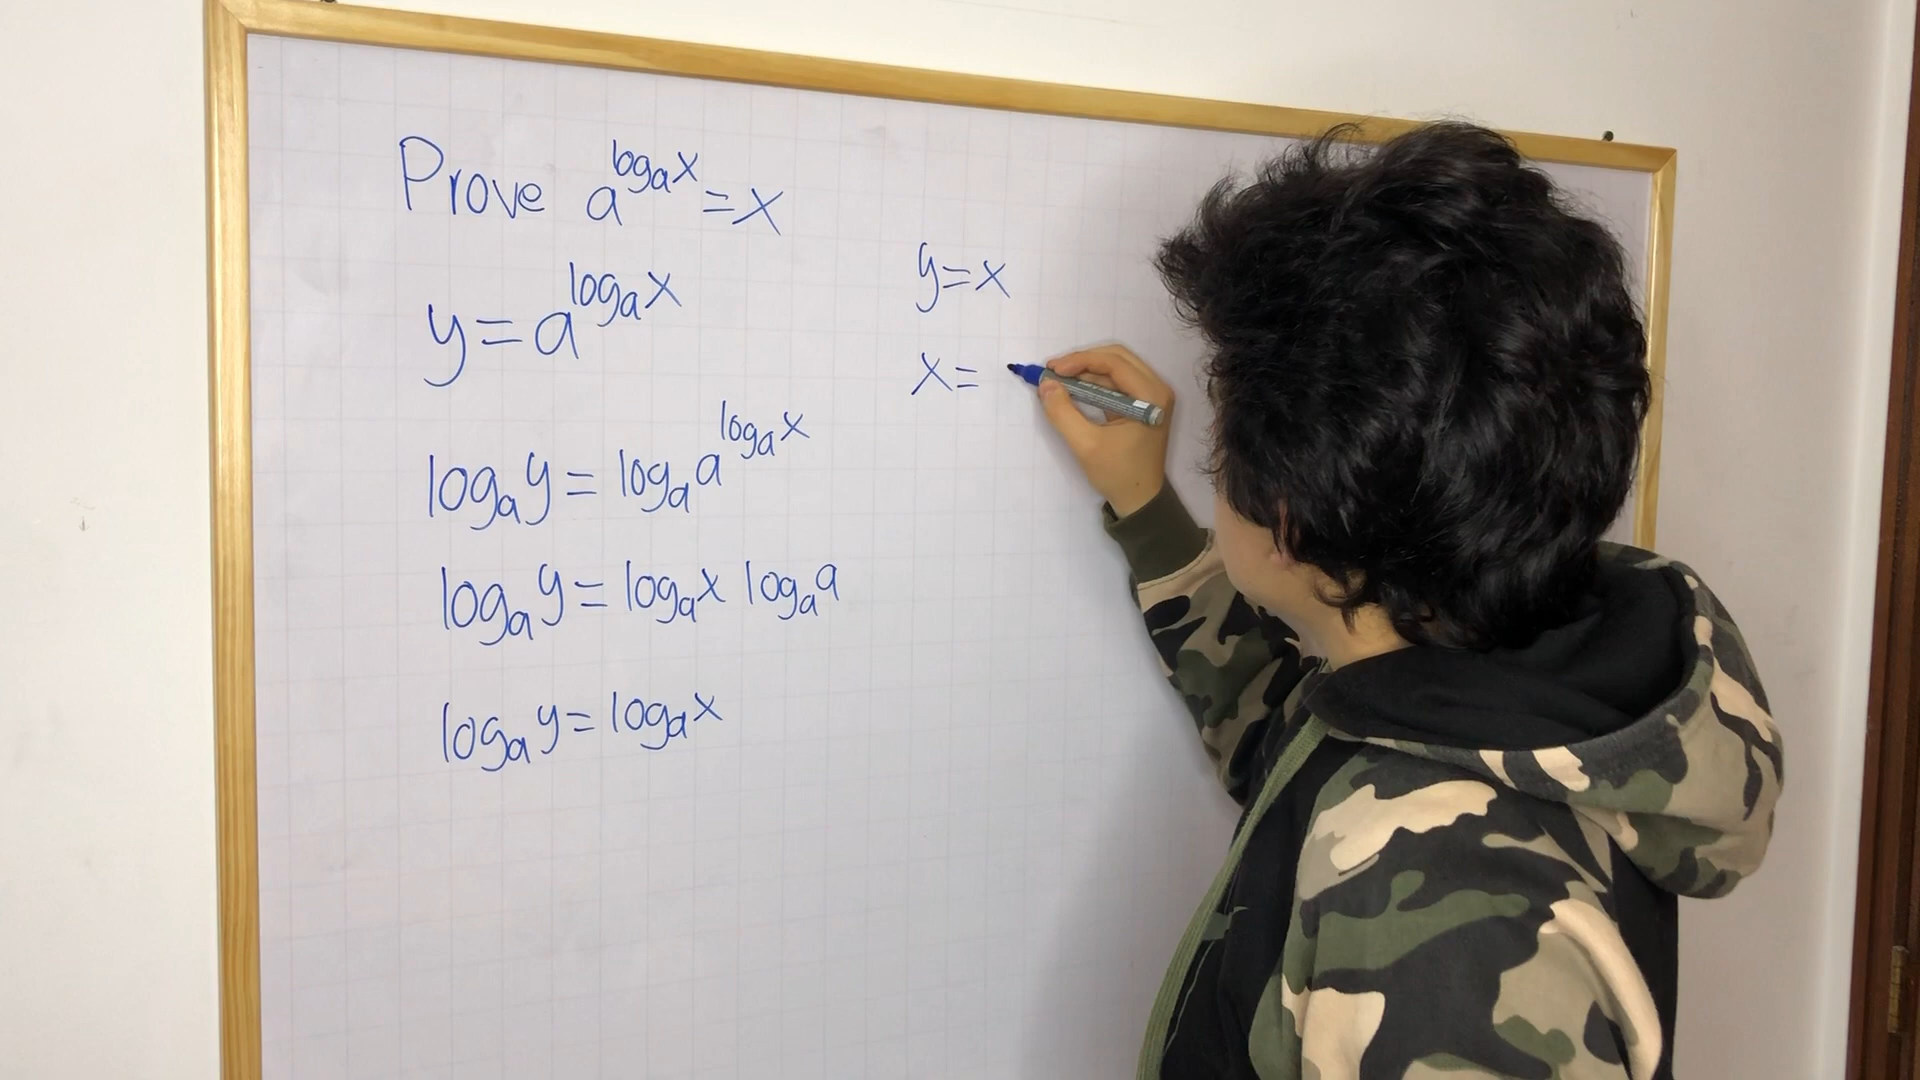 Prove a^{log_a x} = x
y = a^{log_a x}
log_a y = log_a a^{log_a x}
log_a y = log_a x log_a a
log_a y = log_a x
y = x
x =